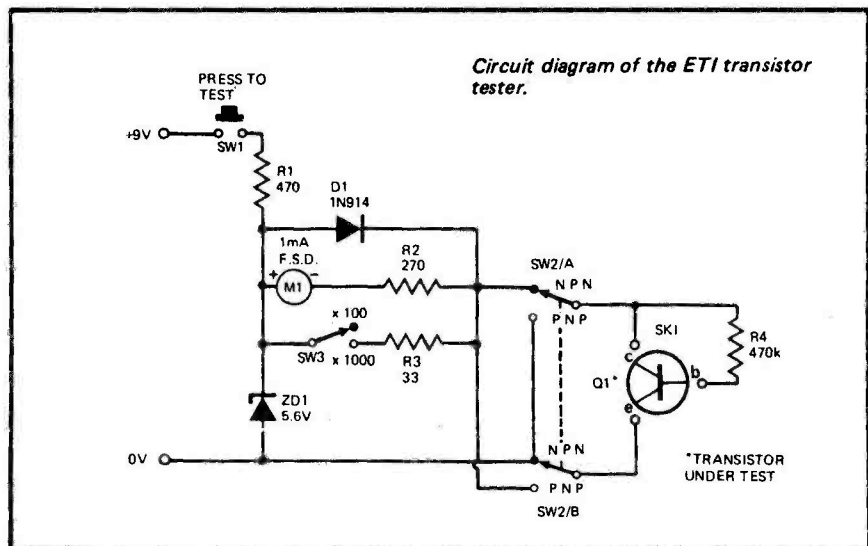 Circuit diagram of the ETI transistor
tester.
PRESS TO
TEST
+9V
SW1
R1
470
D1
1N914
1mA
F.S.D.
+
-
M1
R2
270
SW2/A
N P N
P N P
x 100
SW3
x 1000
R3
33
SKI
R4
470k
c
b
Q1*
e
ZD1
5.6V
0V
N P N
P N P
SW2/B
*TRANSISTOR
UNDER TEST